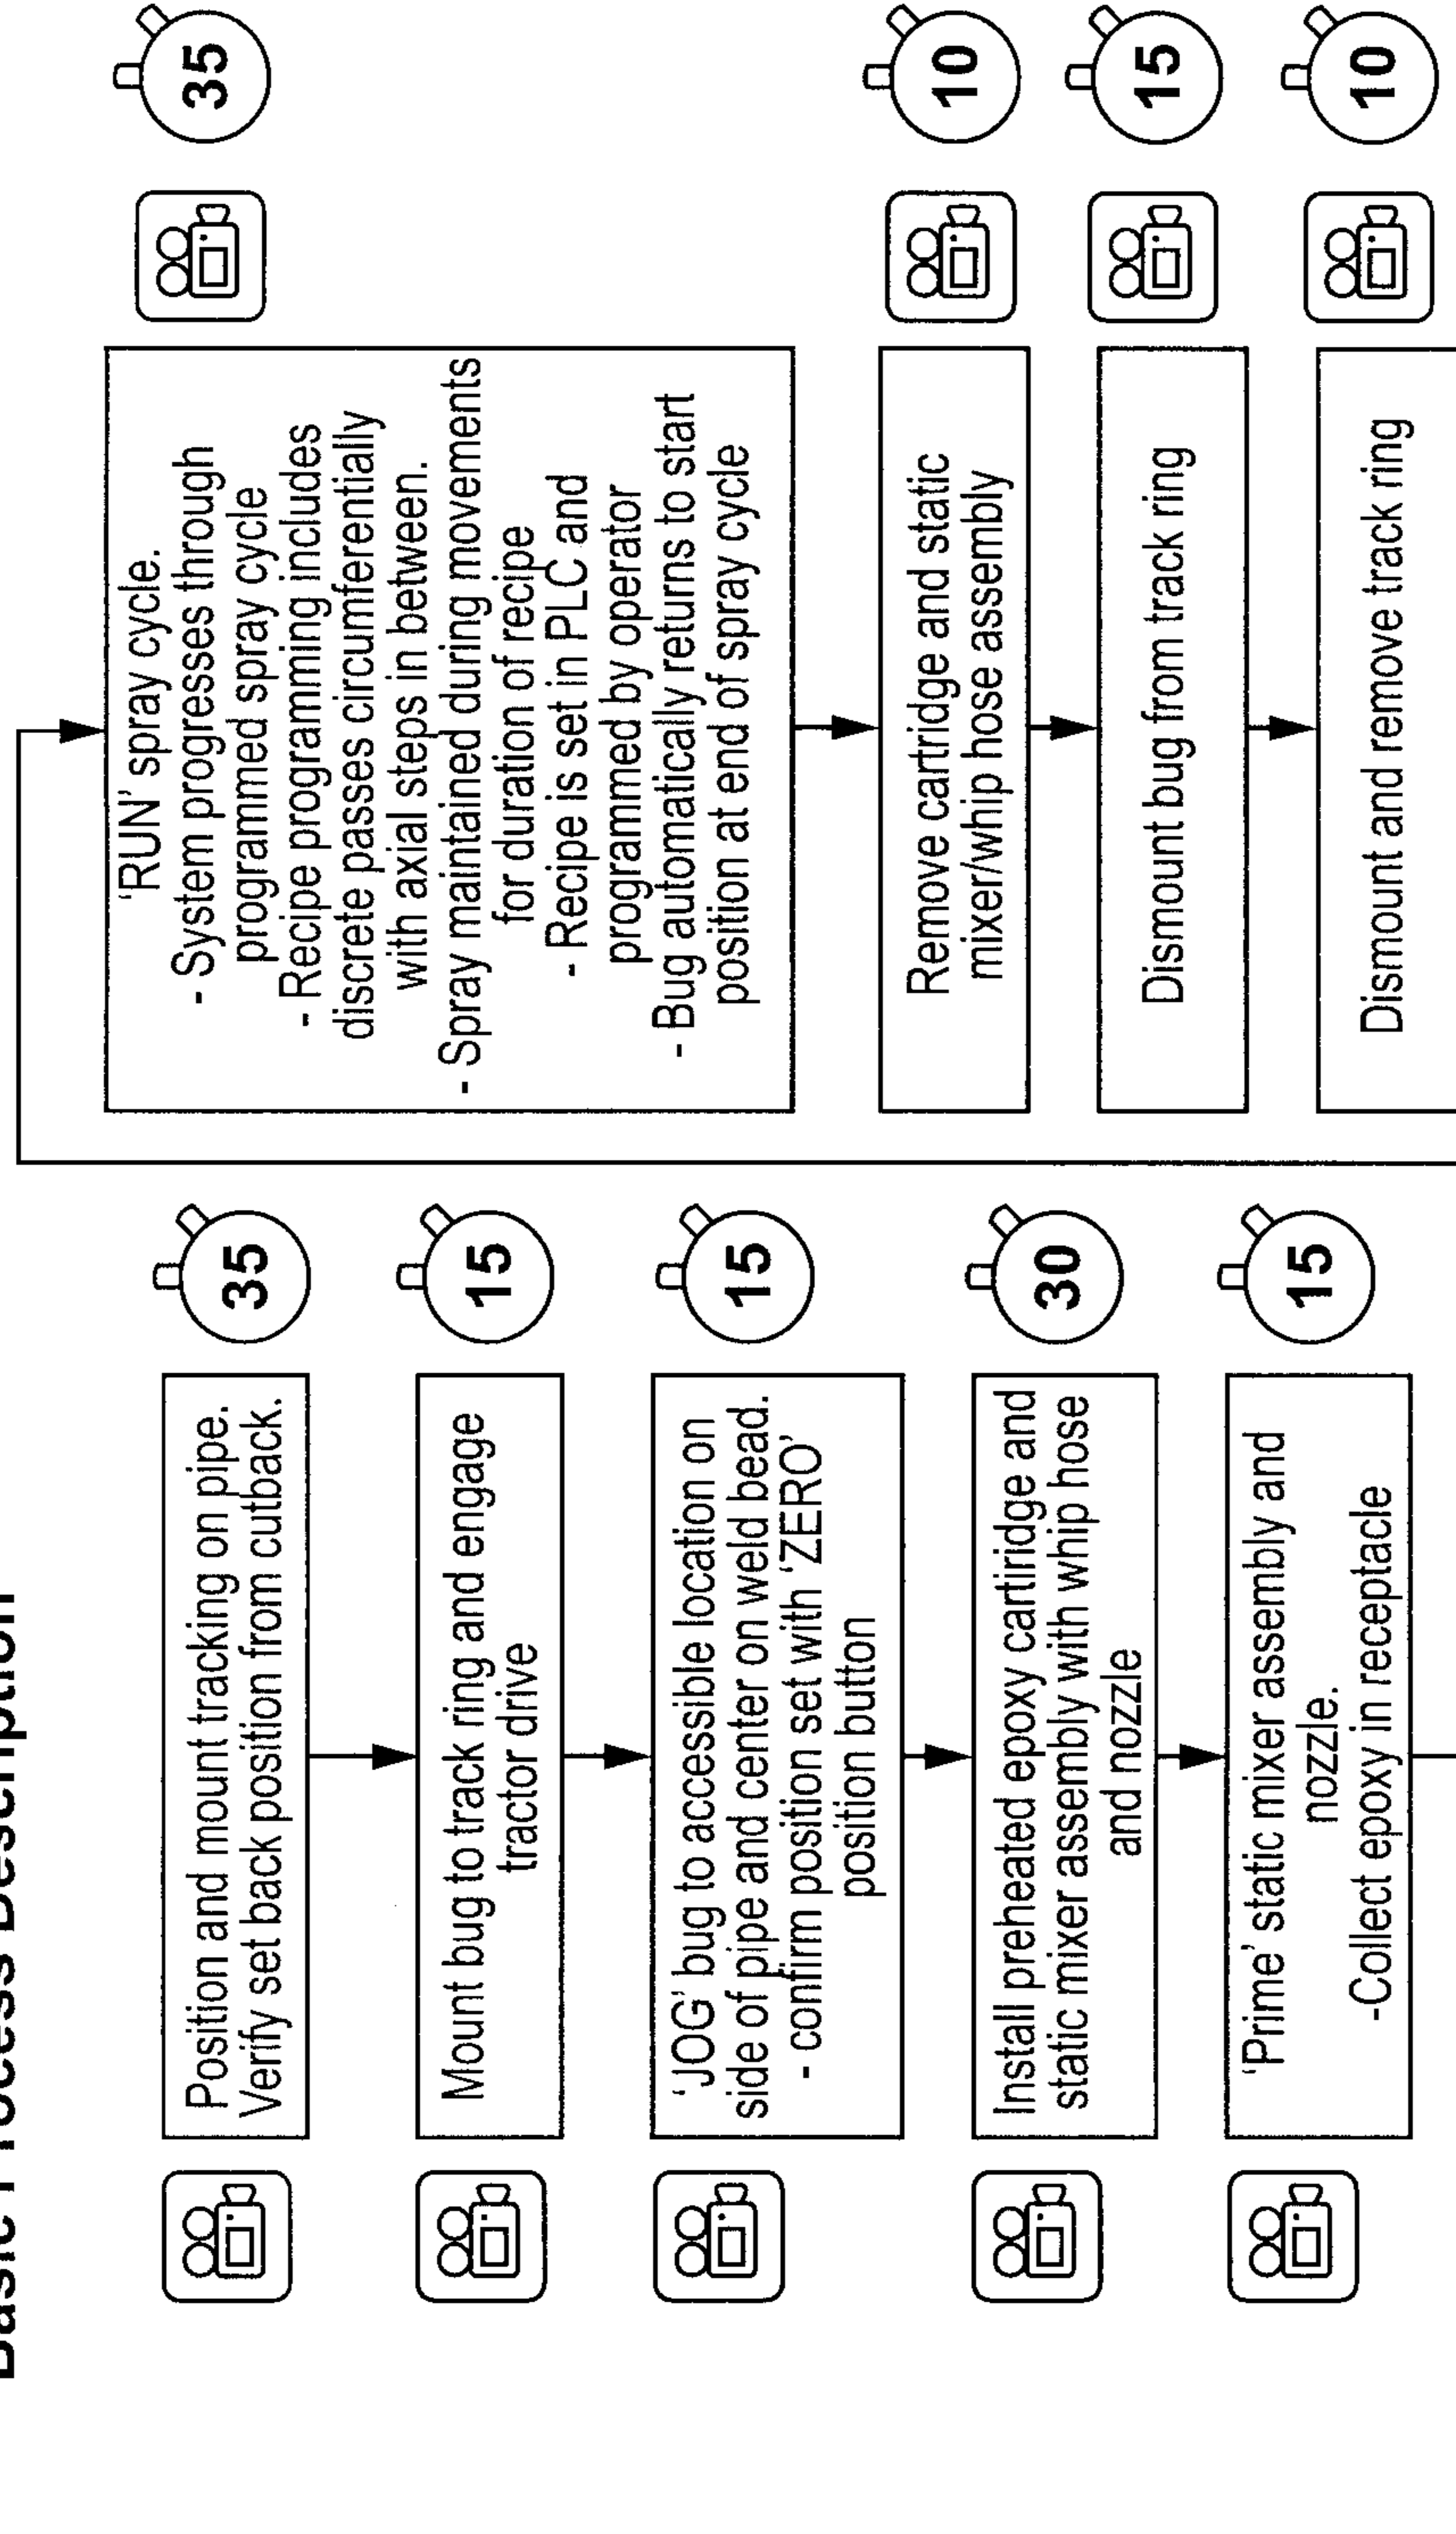 Basic Process Description
Position and mount tracking on pipe.
Verify set back position from cutback.
35
Mount bug to track ring and engage
tractor drive
15
‘JOG’ bug to accessible location on
side of pipe and center on weld bead.
- confirm position set with ‘ZERO’
position button
15
Install preheated epoxy cartiridge and
static mixer assembly with whip hose
and nozzle
30
‘Prime’ static mixer assembly and
nozzle.
-Collect epoxy in receptacle
15
‘RUN’ spray cycle.
- System progresses through
programmed spray cycle
- Recipe programming includes
discrete passes circumferentially
with axial steps in between.
- Spray maintained during movements
for duration of recipe
- Recipe is set in PLC and
programmed by operator
- Bug automatically returns to start
position at end of spray cycle
35
Remove cartridge and static
mixer/whip hose assembly
10
Dismount bug from track ring
15
Dismount and remove track ring
10